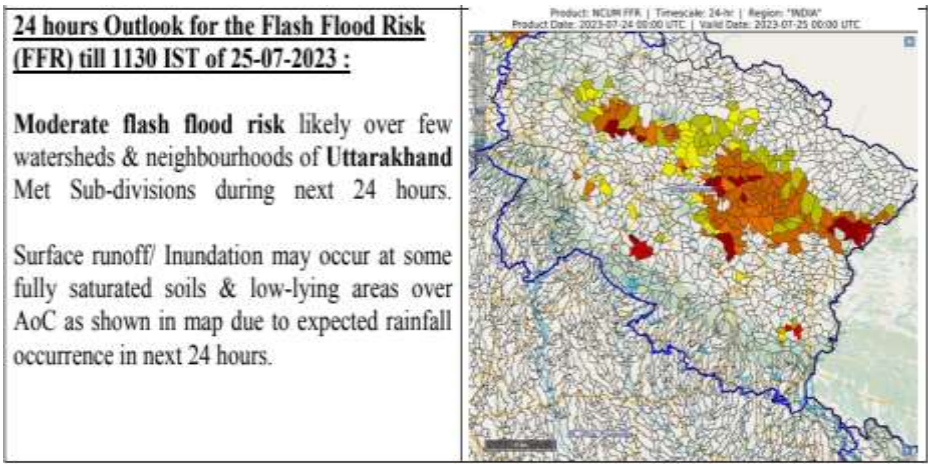 24 hours Outlook for the Flash Flood Risk
(FFR) till 1130 IST of 25-07-2023 :
Moderate flash flood risk likely over few
watersheds & neighbourhoods of Uttarakhand
Met Sub-divisions during next 24 hours.
Surface runoff/ Inundation may occur at some
fully saturated soils & low-lying areas over
AoC as shown in map due to expected rainfall
occurrence in next 24 hours.
Product: NCUM FFR | Timescale: 24-hr | Region: "INDIA"
Product Date: 2023-07-24 00:00 UTC | Valid Date: 2023-07-25 00:00 UTC